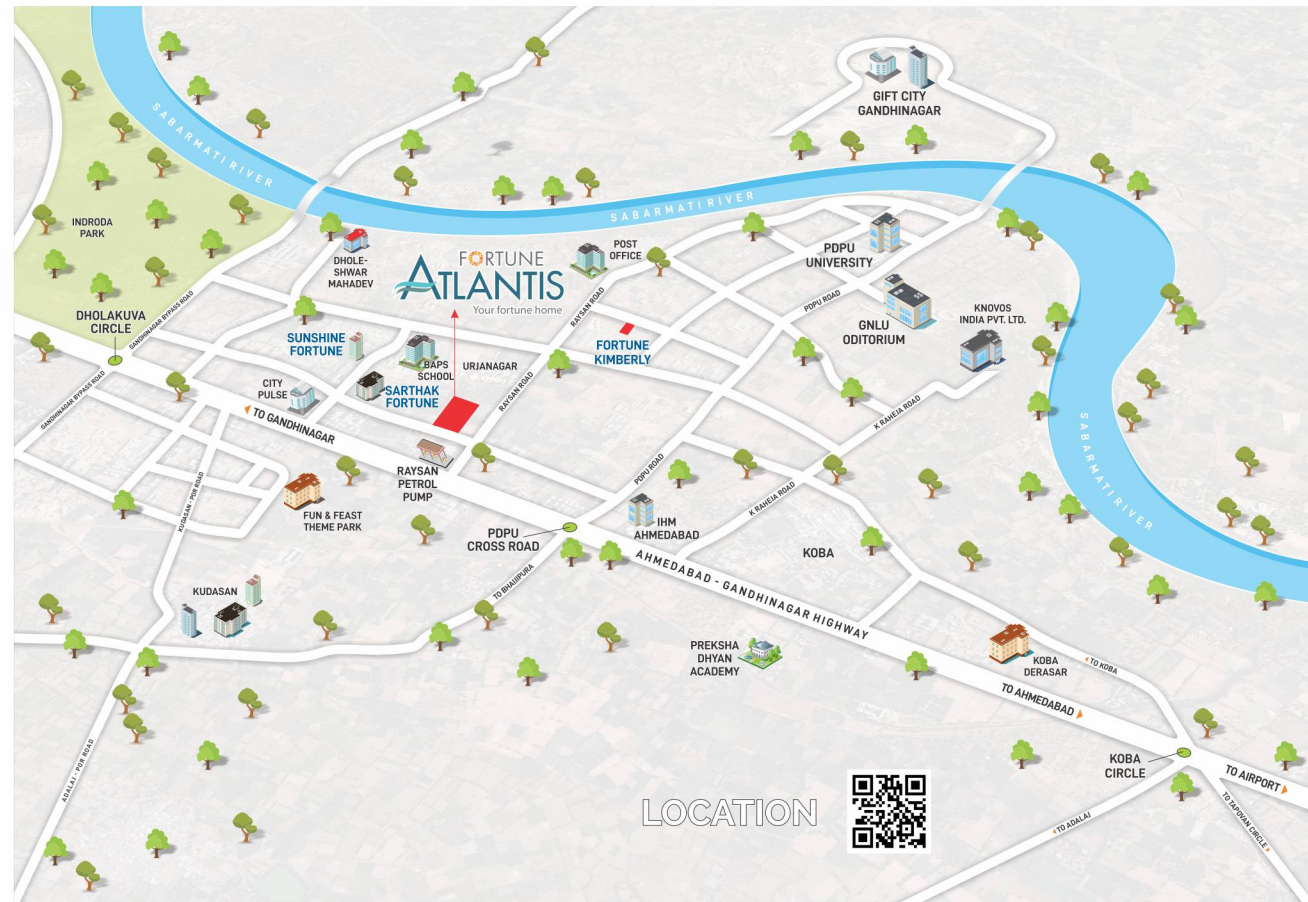 GIFT CITY
GANDHINAGAR
SABARMATI RIVER
SABARMATI RIVER
INDRODA
PARK
DHOLE-
SHWAR
MAHADEV
FORTUNE
ATLANTIS
Your fortune home
POST
OFFICE
PDPU
UNIVERSITY
GANDHINAGAR BYPASS ROAD
RAYSAN ROAD
PDPU ROAD
DHOLAKUVA
CIRCLE
SUNSHINE
FORTUNE
FORTUNE
KIMBERLY
GNLU
ODITORIUM
KNOVOS
INDIA PVT. LTD.
BAPS
SCHOOL
URJANAGAR
CITY
PULSE
SARTHAK
FORTUNE
RAYSAN ROAD
GANDHINAGAR BYPASS ROAD
TO GANDHINAGAR
K RAHEJA ROAD
SABARMATI RIVER
RAYSAN
PETROL
PUMP
PDPU ROAD
KUDASAN - POR ROAD
K RAHEJA ROAD
FUN & FEAST
THEME PARK
PDPU
CROSS ROAD
IHM
AHMEDABAD
KOBA
AHMEDABAD - GANDHINAGAR HIGHWAY
TO BHAIJIPURA
KUDASAN
PREKSHA
DHYAN
ACADEMY
KOBA
DERASAR
TO KOBA
TO AHMEDABAD
ADALAJ - POR ROAD
KOBA
CIRCLE
TO AIRPORT
LOCATION
TO ADALAJ
TO TAPOVAN CIRCLE